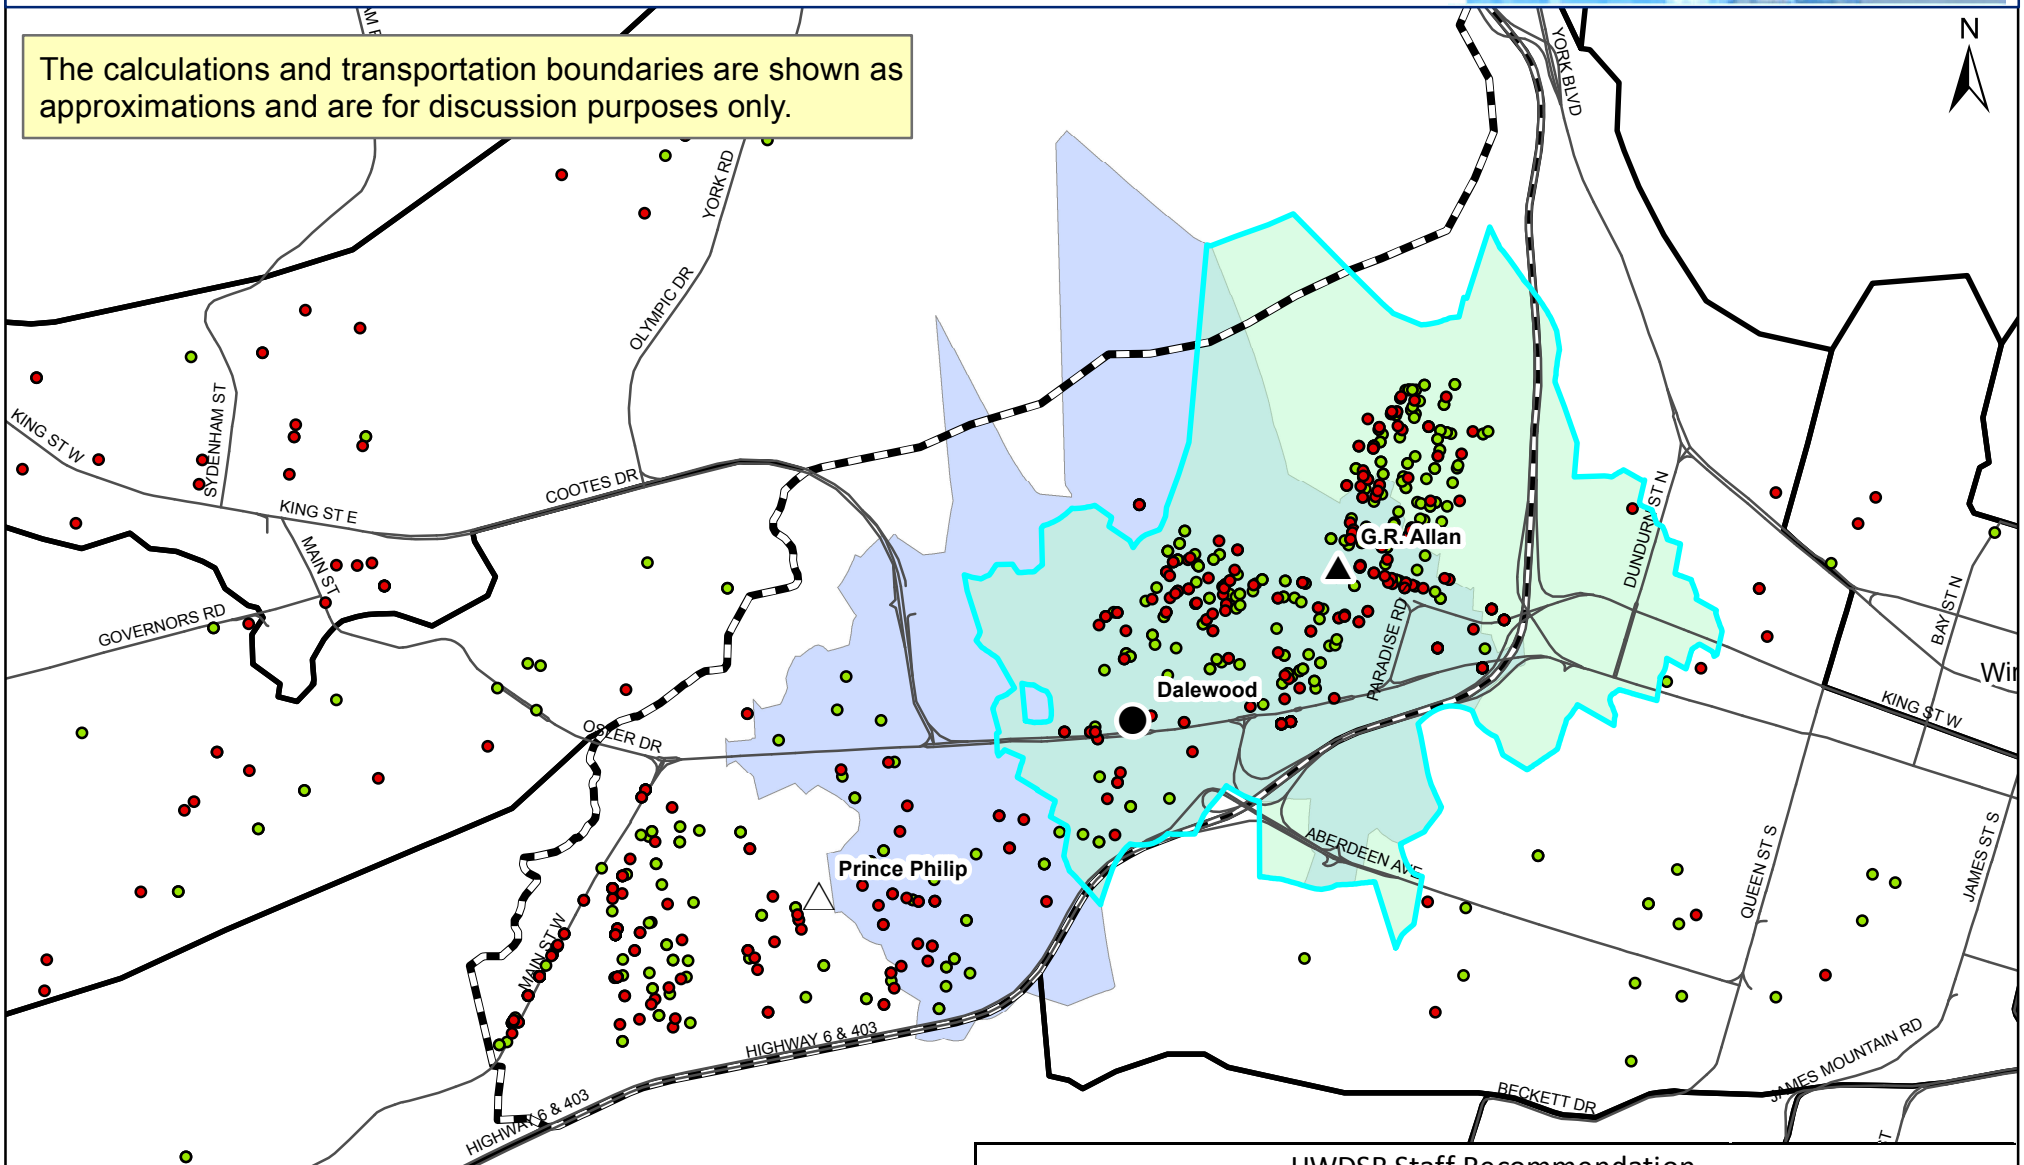 The calculations and transportation boundaries are shown as
approximations and are for discussion purposes only.
N
YORK BLVD
YORK RD
OLYMPIC DR
SYDENHAM ST
KING ST W
KING ST E
COOTES DR
MAIN ST
GOVERNORS RD
OSLER DR
G.R. Allan
DUNDURN ST N
PARADISE RD
BAY ST N
Dalewood
KING ST W
Prince Philip
ABERDEEN AVE
QUEEN ST S
JAMES ST S
MAIN ST W
HIGHWAY 6 & 403
HIGHWAY 6 & 403
BECKETT DR
JAMES MOUNTAIN RD
HWDSB Staff Recommendation